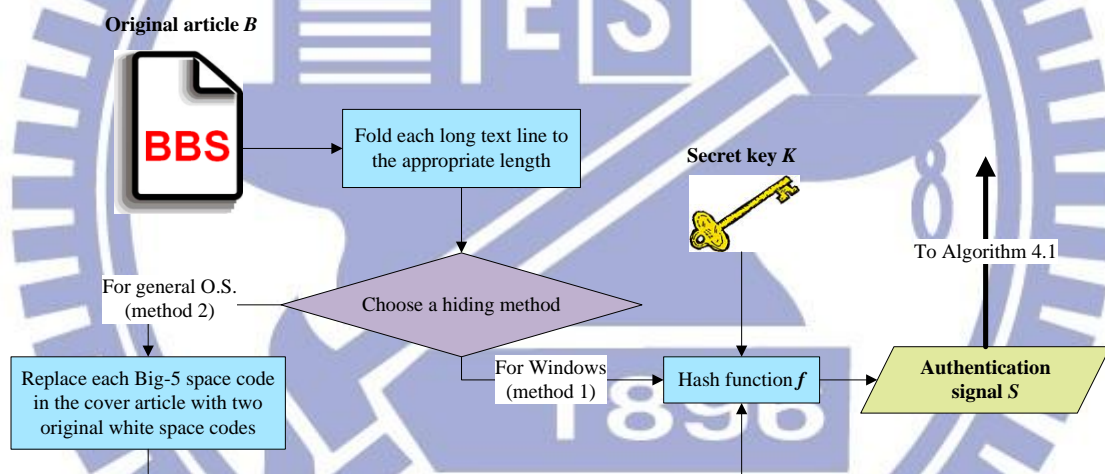 Original article B
BBS
Fold each long text line to
the appropriate length
Secret key K
To Algorithm 4.1
For general O.S.
(method 2)
Choose a hiding method
For Windows
(method 1)
Replace each Big-5 space code
in the cover article with two
original white space codes
Hash function f
Authentication
signal S
E S A
8
1896